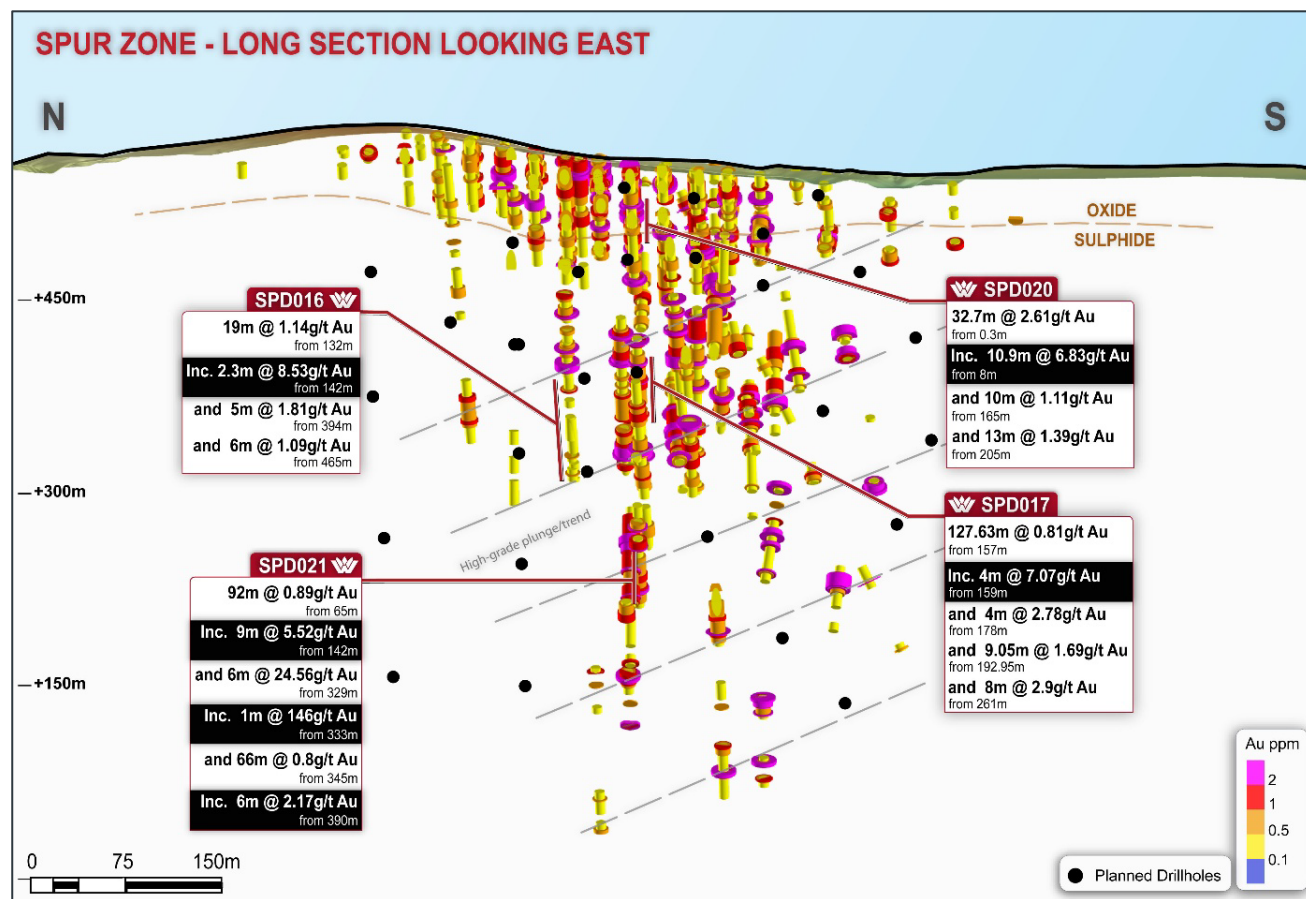 SPUR ZONE - LONG SECTION LOOKING EAST
N
S
OXIDE
SULPHIDE
+450m
+300m
+150m
High-grade plunge/trend
SPD016
19m @ 1.14g/t Au
from 132m
Inc. 2.3m @ 8.53g/t Au
from 142m
and 5m @ 1.81g/t Au
from 394m
and 6m @ 1.09g/t Au
from 465m
SPD021
92m @ 0.89g/t Au
from 65m
Inc. 9m @ 5.52g/t Au
from 142m
and 6m @ 24.56g/t Au
from 329m
Inc. 1m @ 146g/t Au
from 333m
and 66m @ 0.8g/t Au
from 345m
Inc. 6m @ 2.17g/t Au
from 390m
SPD020
32.7m @ 2.61g/t Au
from 0.3m
Inc. 10.9m @ 6.83g/t Au
from 8m
and 10m @ 1.11g/t Au
from 165m
and 13m @ 1.39g/t Au
from 205m
SPD017
127.63m @ 0.81g/t Au
from 157m
Inc. 4m @ 7.07g/t Au
from 159m
and 4m @ 2.78g/t Au
from 178m
and 9.05m @ 1.69g/t Au
from 192.95m
and 8m @ 2.9g/t Au
from 261m
0 75 150m
Planned Drillholes
Au ppm
2
1
0.5
0.1